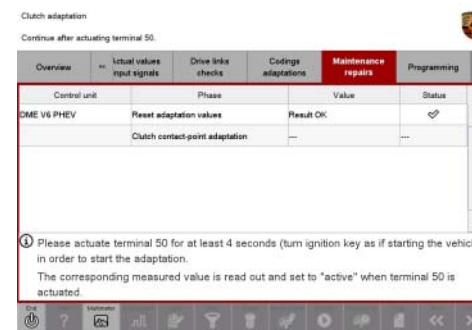 Clutch adaptation
Continue after actuating terminal 50.
Overview
Actual values input signals
Drive links checks
Codings adaptations
Maintenance repairs
Programming
Control unit Phase Value Status
DME V6 PHEV Reset adaptation values Result OK
Clutch contact-point adaptation --- ---
Please actuate terminal 50 for at least 4 seconds (turn ignition key as if starting the vehic
in order to start the adaptation.
The corresponding measured value is read out and set to "active" when terminal 50 is
actuated.
Multimeter